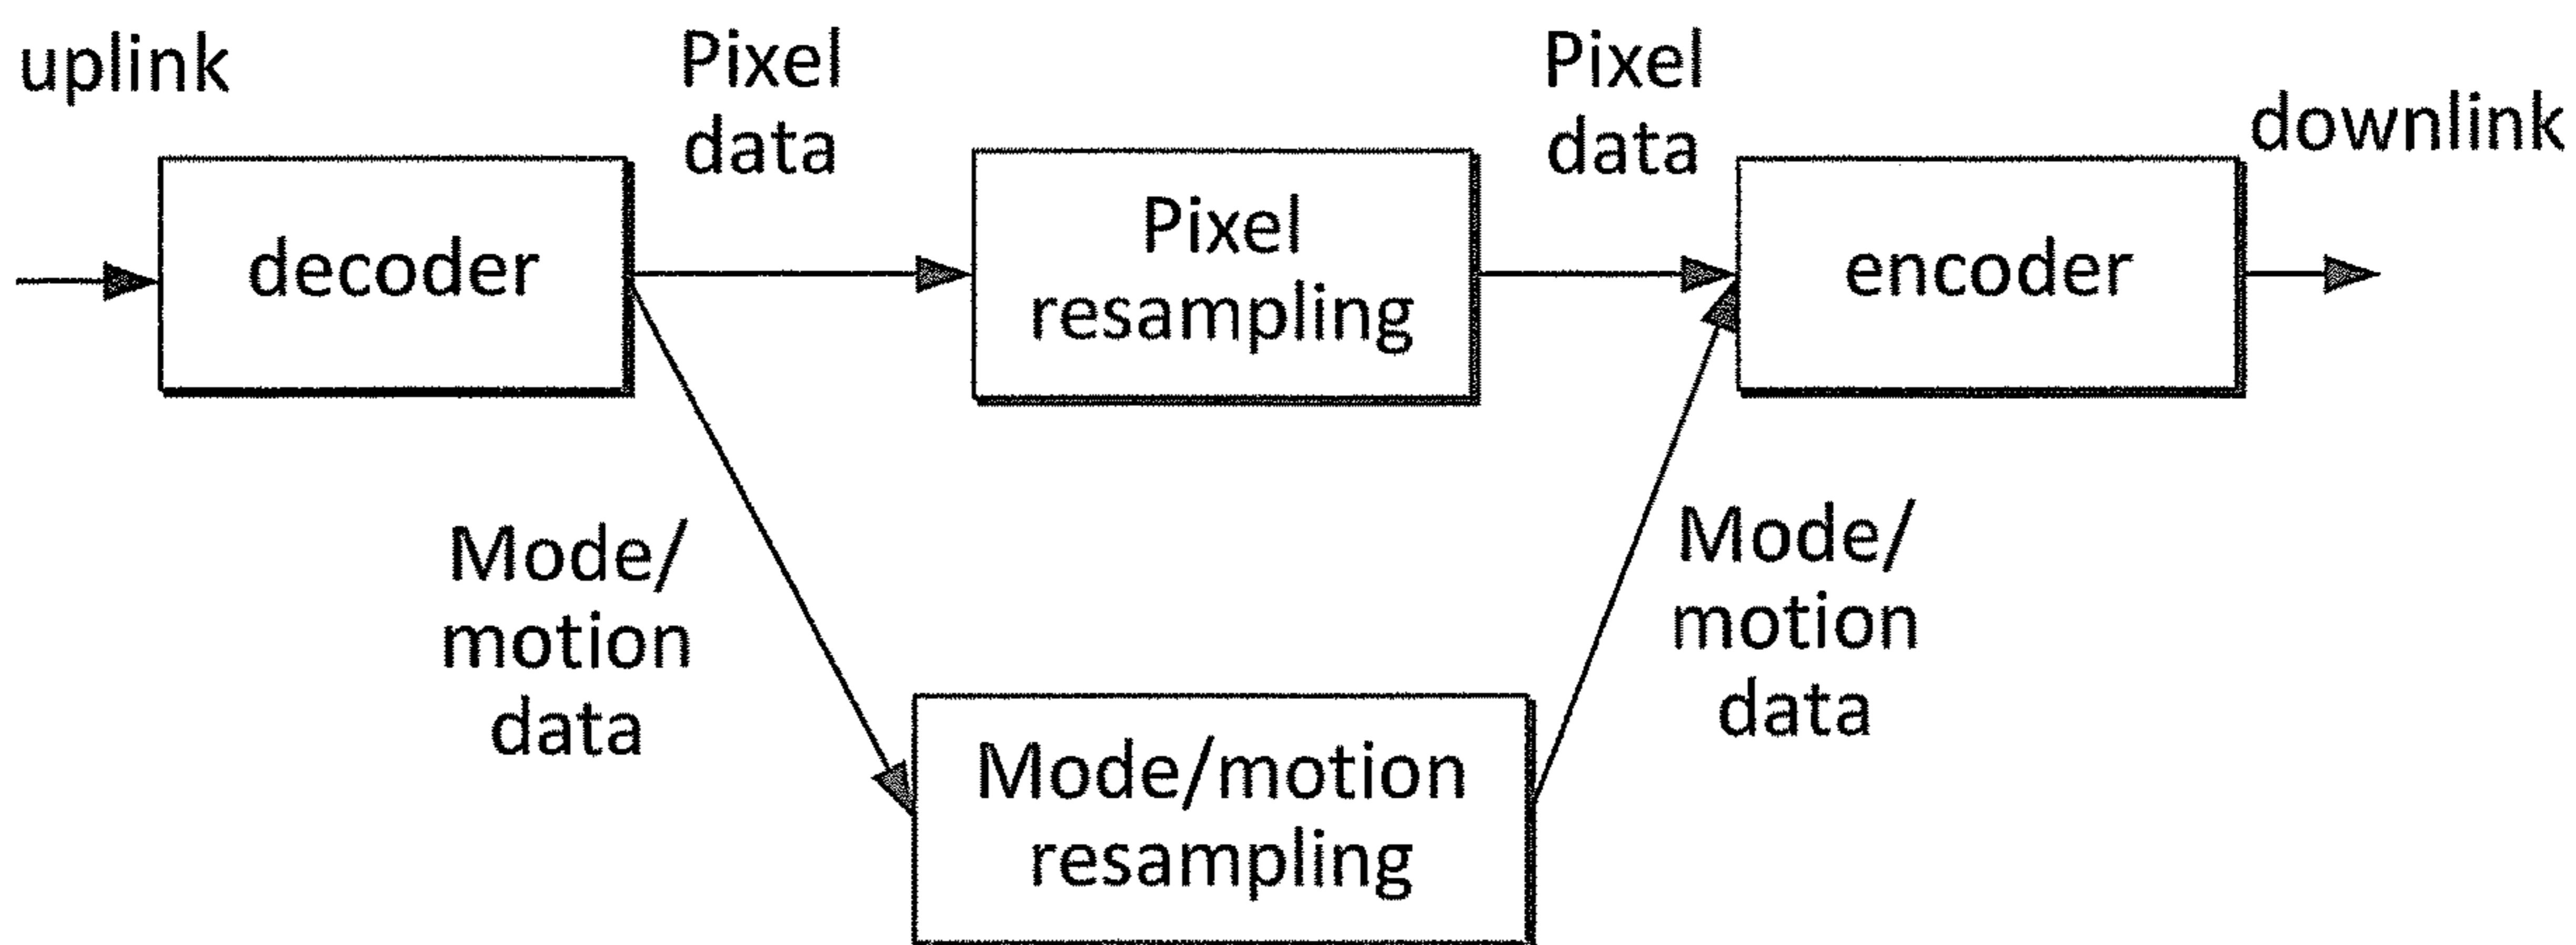 uplink
Pixel
data
Pixel
data
downlink
decoder
Pixel
resampling
encoder
Mode/
motion
data
Mode/
motion
data
Mode/motion
resampling